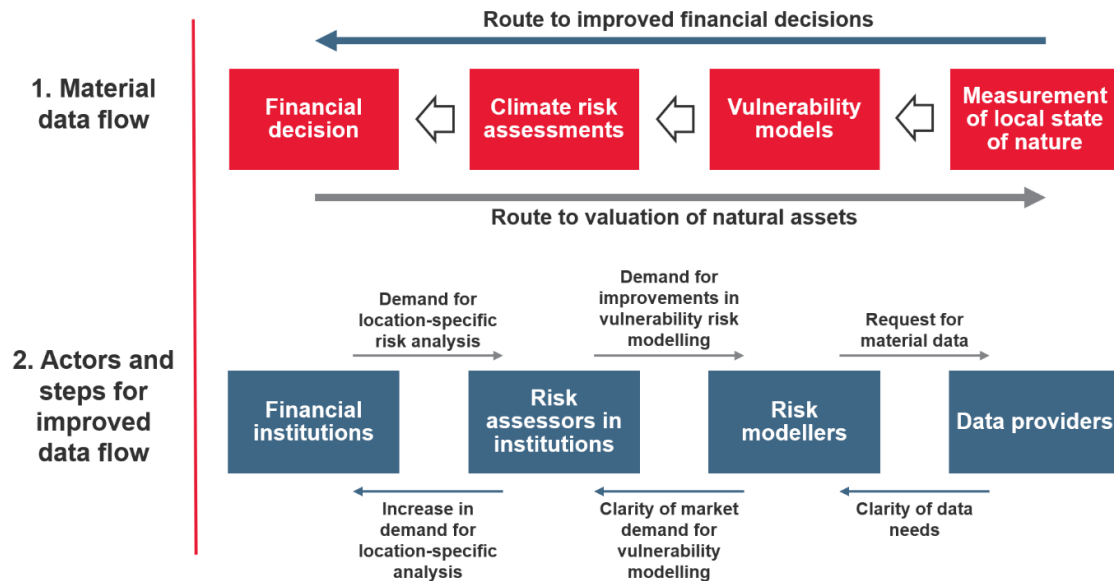 Route to improved financial decisions
1. Material
data flow
Financial
decision
Climate risk
assessments
Vulnerability
models
Measurement
of local state
of nature
Route to valuation of natural assets
2. Actors and
steps for
improved
data flow
Demand for
location-specific
risk analysis
Demand for
improvements in
vulnerability risk
modelling
Request for
material data
Financial
institutions
Risk
assessors in
institutions
Risk
modellers
Data providers
Increase in
demand for
location-specific
analysis
Clarity of market
demand for
vulnerability
modelling
Clarity of data
needs